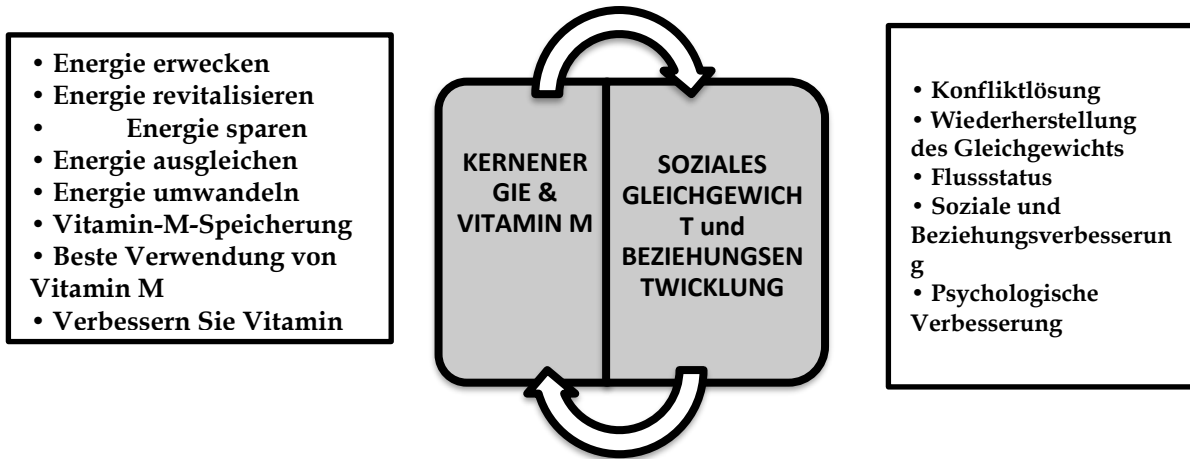 • Energie erwecken
• Energie revitalisieren
• Energie sparen
• Energie ausgleichen
• Energie umwandeln
• Vitamin-M-Speicherung
• Beste Verwendung von
Vitamin M
• Verbessern Sie Vitamin
KERNENER
GIE &
VITAMIN M
SOZIALES
GLEICHGEWICH
T und
BEZIEHUNGSEN
TWICKLUNG
• Konfliktlösung
• Wiederherstellung
des Gleichgewichts
• Flussstatus
• Soziale und
Beziehungsverbesserun
g
• Psychologische
Verbesserung